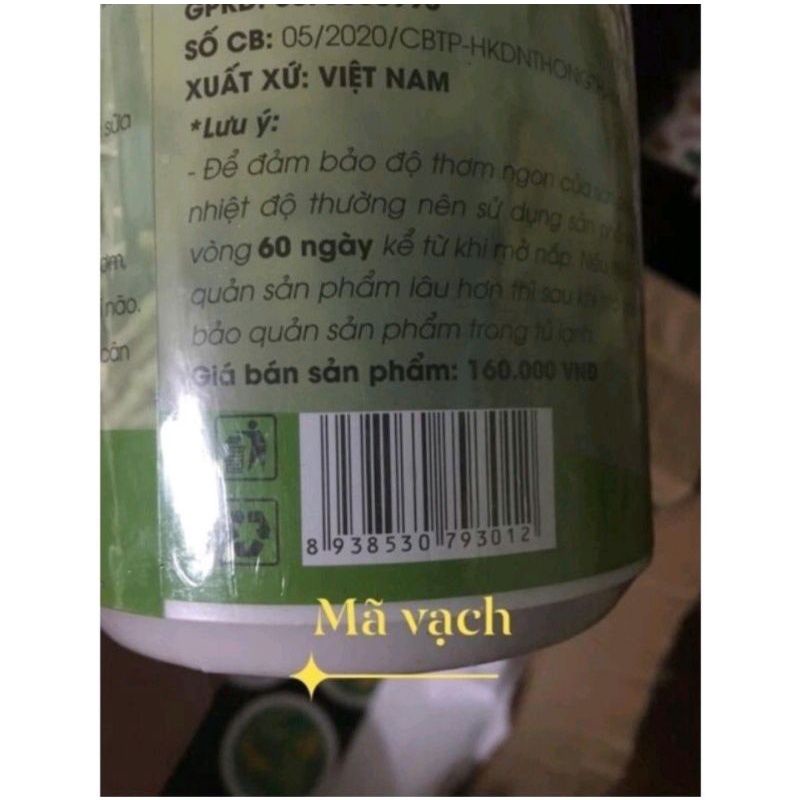 SỐ CB: 05/2020/CBTP-HKDNTHONG
XUẤT XỨ: VIỆT NAM
*Lưu ý:
- Để đảm bảo độ thơm ngon của
nhiệt độ thường nên sử dụng sản
vòng 60 ngày kể từ khi mở nắp. Nếu
quản sản phẩm lâu hơn thì sau khi
bảo quản sản phẩm trong tủ lạnh.
Giá bán sản phẩm: 160.000 VNĐ
sữa
não.
8 938530 793012
Mã vạch